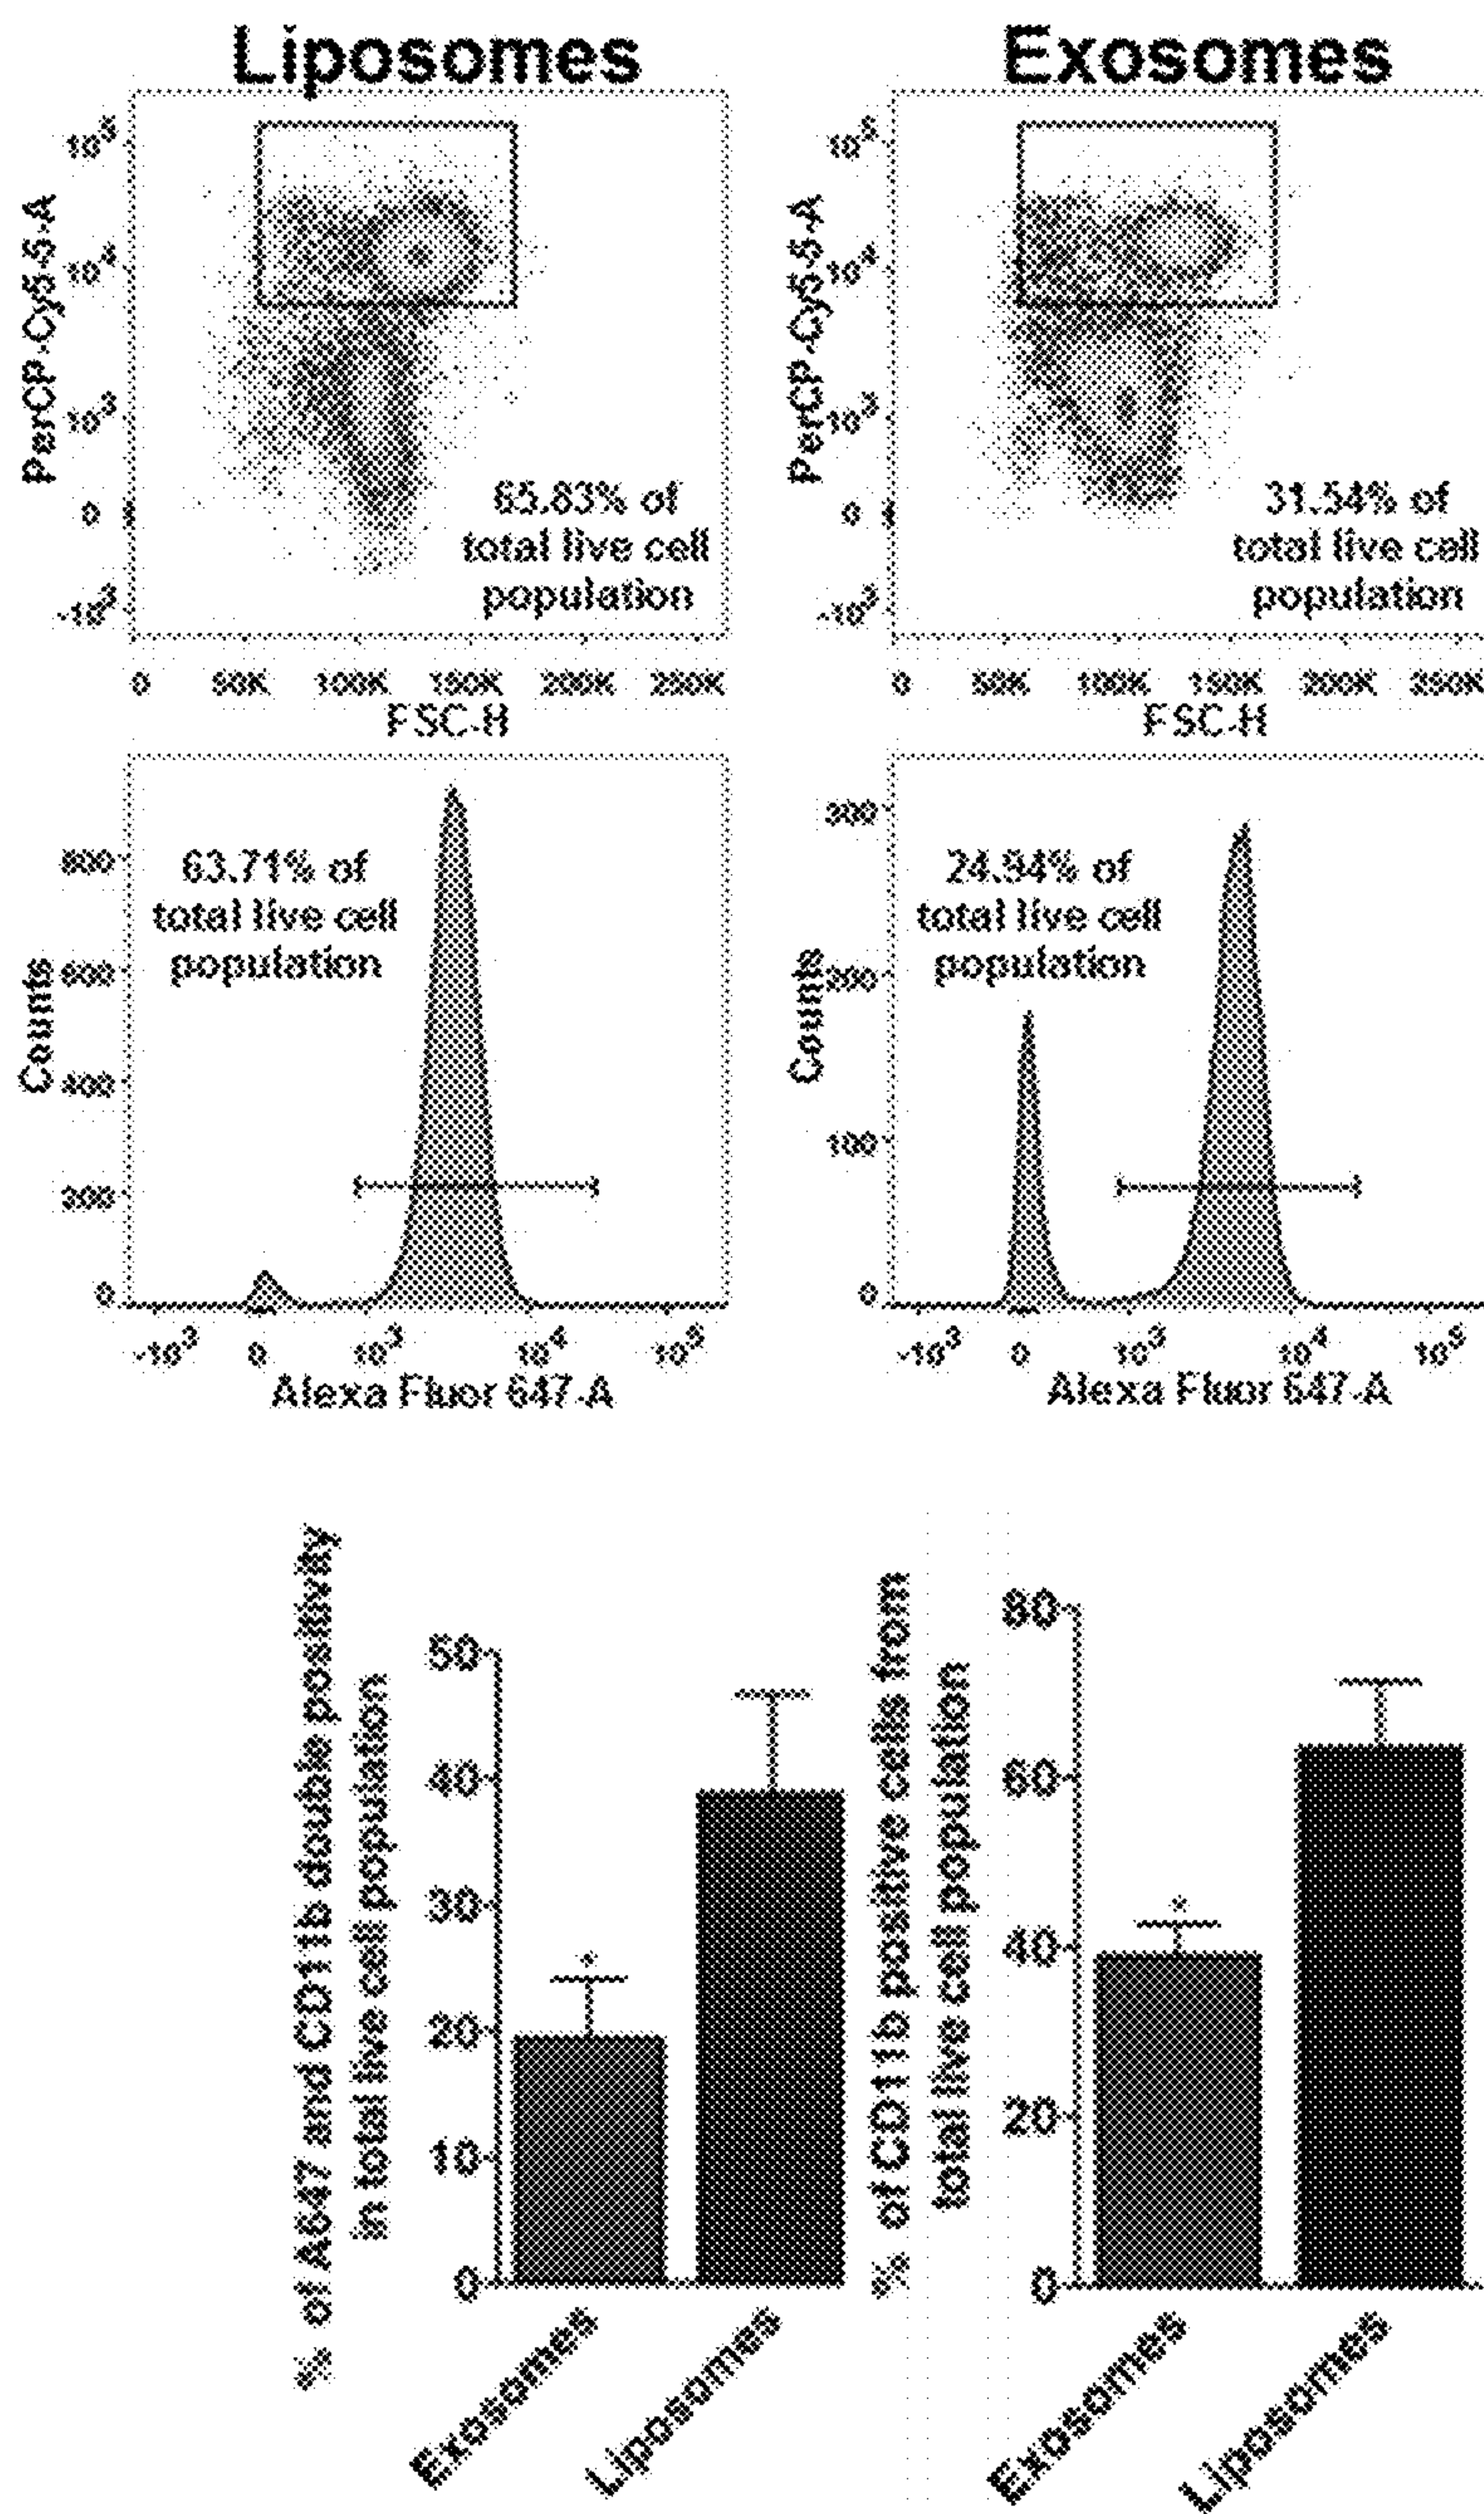 Liposomes
Exosomes
PerCP-Cy5-5-A
10^5
10^4
10^3
0
-10^3
65.83% of
total live cell
population
0 50K 100K 150K 200K 250K
FSC-H
PerCP-Cy5-5-A
10^5
10^4
10^3
0
-10^3
31.54% of
total live cell
population
0 50K 100K 150K 200K 250K
FSC-H
Counts
800
600
400
200
0
63.71% of
total live cell
population
-10^3 0 10^3 10^4 10^5
Alexa Fluor 647-A
Counts
300
200
100
0
24.94% of
total live cell
population
-10^3 0 10^3 10^4 10^5
Alexa Fluor 647-A
% of A647 and CD11b double positivity
in total live cell population
50
40
30
20
10
0
*
Exosomes
Liposomes
% of CD11b positive cells from
total live cell population
80
60
40
20
0
*
Exosomes
Liposomes